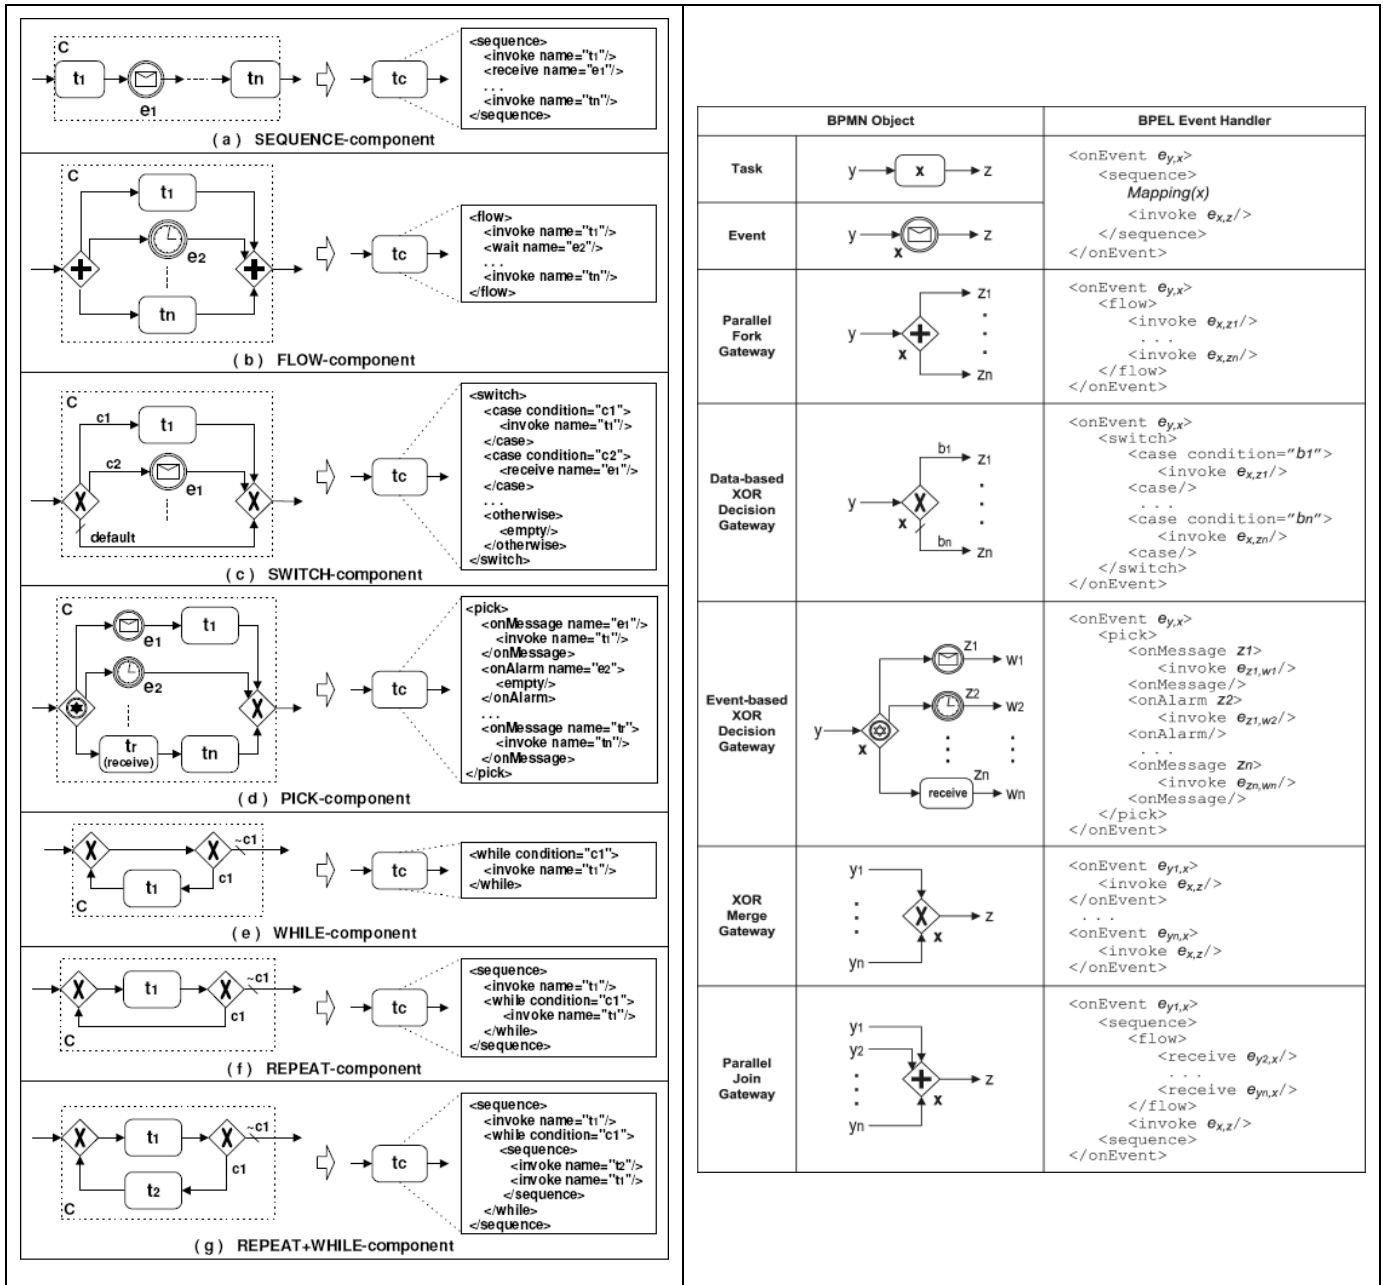 C
t1
e1
tn
tc
<sequence>
<invoke name="t1"/>
<receive name="e1"/>
. . .
<invoke name="tn"/>
</sequence>
( a ) SEQUENCE-component
C
t1
e2
tn
tc
<flow>
<invoke name="t1"/>
<wait name="e2"/>
...
<invoke name="tn"/>
</flow>
( b ) FLOW-component
C
c1
t1
c2
e1
default
tc
<switch>
<case condition="c1">
<invoke name="t1"/>
</case>
<case condition="c2">
<receive name="e1"/>
</case>
...
<otherwise>
<empty/>
</otherwise>
</switch>
( c ) SWITCH-component
C
e1
t1
e2
tr
(receive)
tn
tc
<pick>
<onMessage name="e1"/>
<invoke name="t1"/>
</onMessage>
<onAlarm name="e2">
<empty/>
</onAlarm>
...
<onMessage name="tr">
<invoke name="tn"/>
</onMessage>
</pick>
( d ) PICK-component
~c1
t1
c1
C
tc
<while condition="c1">
<invoke name="t1"/>
</while>
( e ) WHILE-component
t1
~c1
c1
C
tc
<sequence>
<invoke name="t1"/>
<while condition="c1">
<invoke name="t1"/>
</while>
</sequence>
( f ) REPEAT-component
t1
~c1
c1
t2
C
tc
<sequence>
<invoke name="t1"/>
<while condition="c1">
<sequence>
<invoke name="t2"/>
<invoke name="t1"/>
</sequence>
</while>
</sequence>
( g ) REPEAT+WHILE-component
BPMN Object
BPEL Event Handler
Task
y x z
Event
y z
x
<onEvent ey,x>
<sequence>
Mapping(x)
<invoke ex,z/>
</sequence>
</onEvent>
Parallel
Fork
Gateway
z1
y
x
zn
<onEvent ey,x>
<flow>
<invoke ex,z1/>
. . .
<invoke ex,zn/>
</flow>
</onEvent>
Data-based
XOR
Decision
Gateway
b1
z1
y
x
bn
zn
<onEvent ey,x>
<switch>
<case condition="b1">
<invoke ex,z1/>
<case/>
. . .
<case condition="bn">
<invoke ex,zn/>
<case/>
</switch>
</onEvent>
Event-based
XOR
Decision
Gateway
z1
w1
z2
w2
y
x
zn
receive
wn
<onEvent ey,x>
<pick>
<onMessage z1>
<invoke ez1,w1/>
<onMessage/>
<onAlarm z2>
<invoke ez1,w2/>
<onAlarm/>
. . .
<onMessage zn>
<invoke ezn,wn/>
<onMessage/>
</pick>
</onEvent>
XOR
Merge
Gateway
y1
z
x
yn
<onEvent ey1,x>
<invoke ex,z/>
</onEvent>
. . .
<onEvent eyn,x>
<invoke ex,z/>
</onEvent>
Parallel
Join
Gateway
y1
y2
z
x
yn
<onEvent ey1,x>
<sequence>
<flow>
<receive ey2,x/>
. . .
<receive eyn,x/>
</flow>
<invoke ex,z/>
<sequence>
</onEvent>